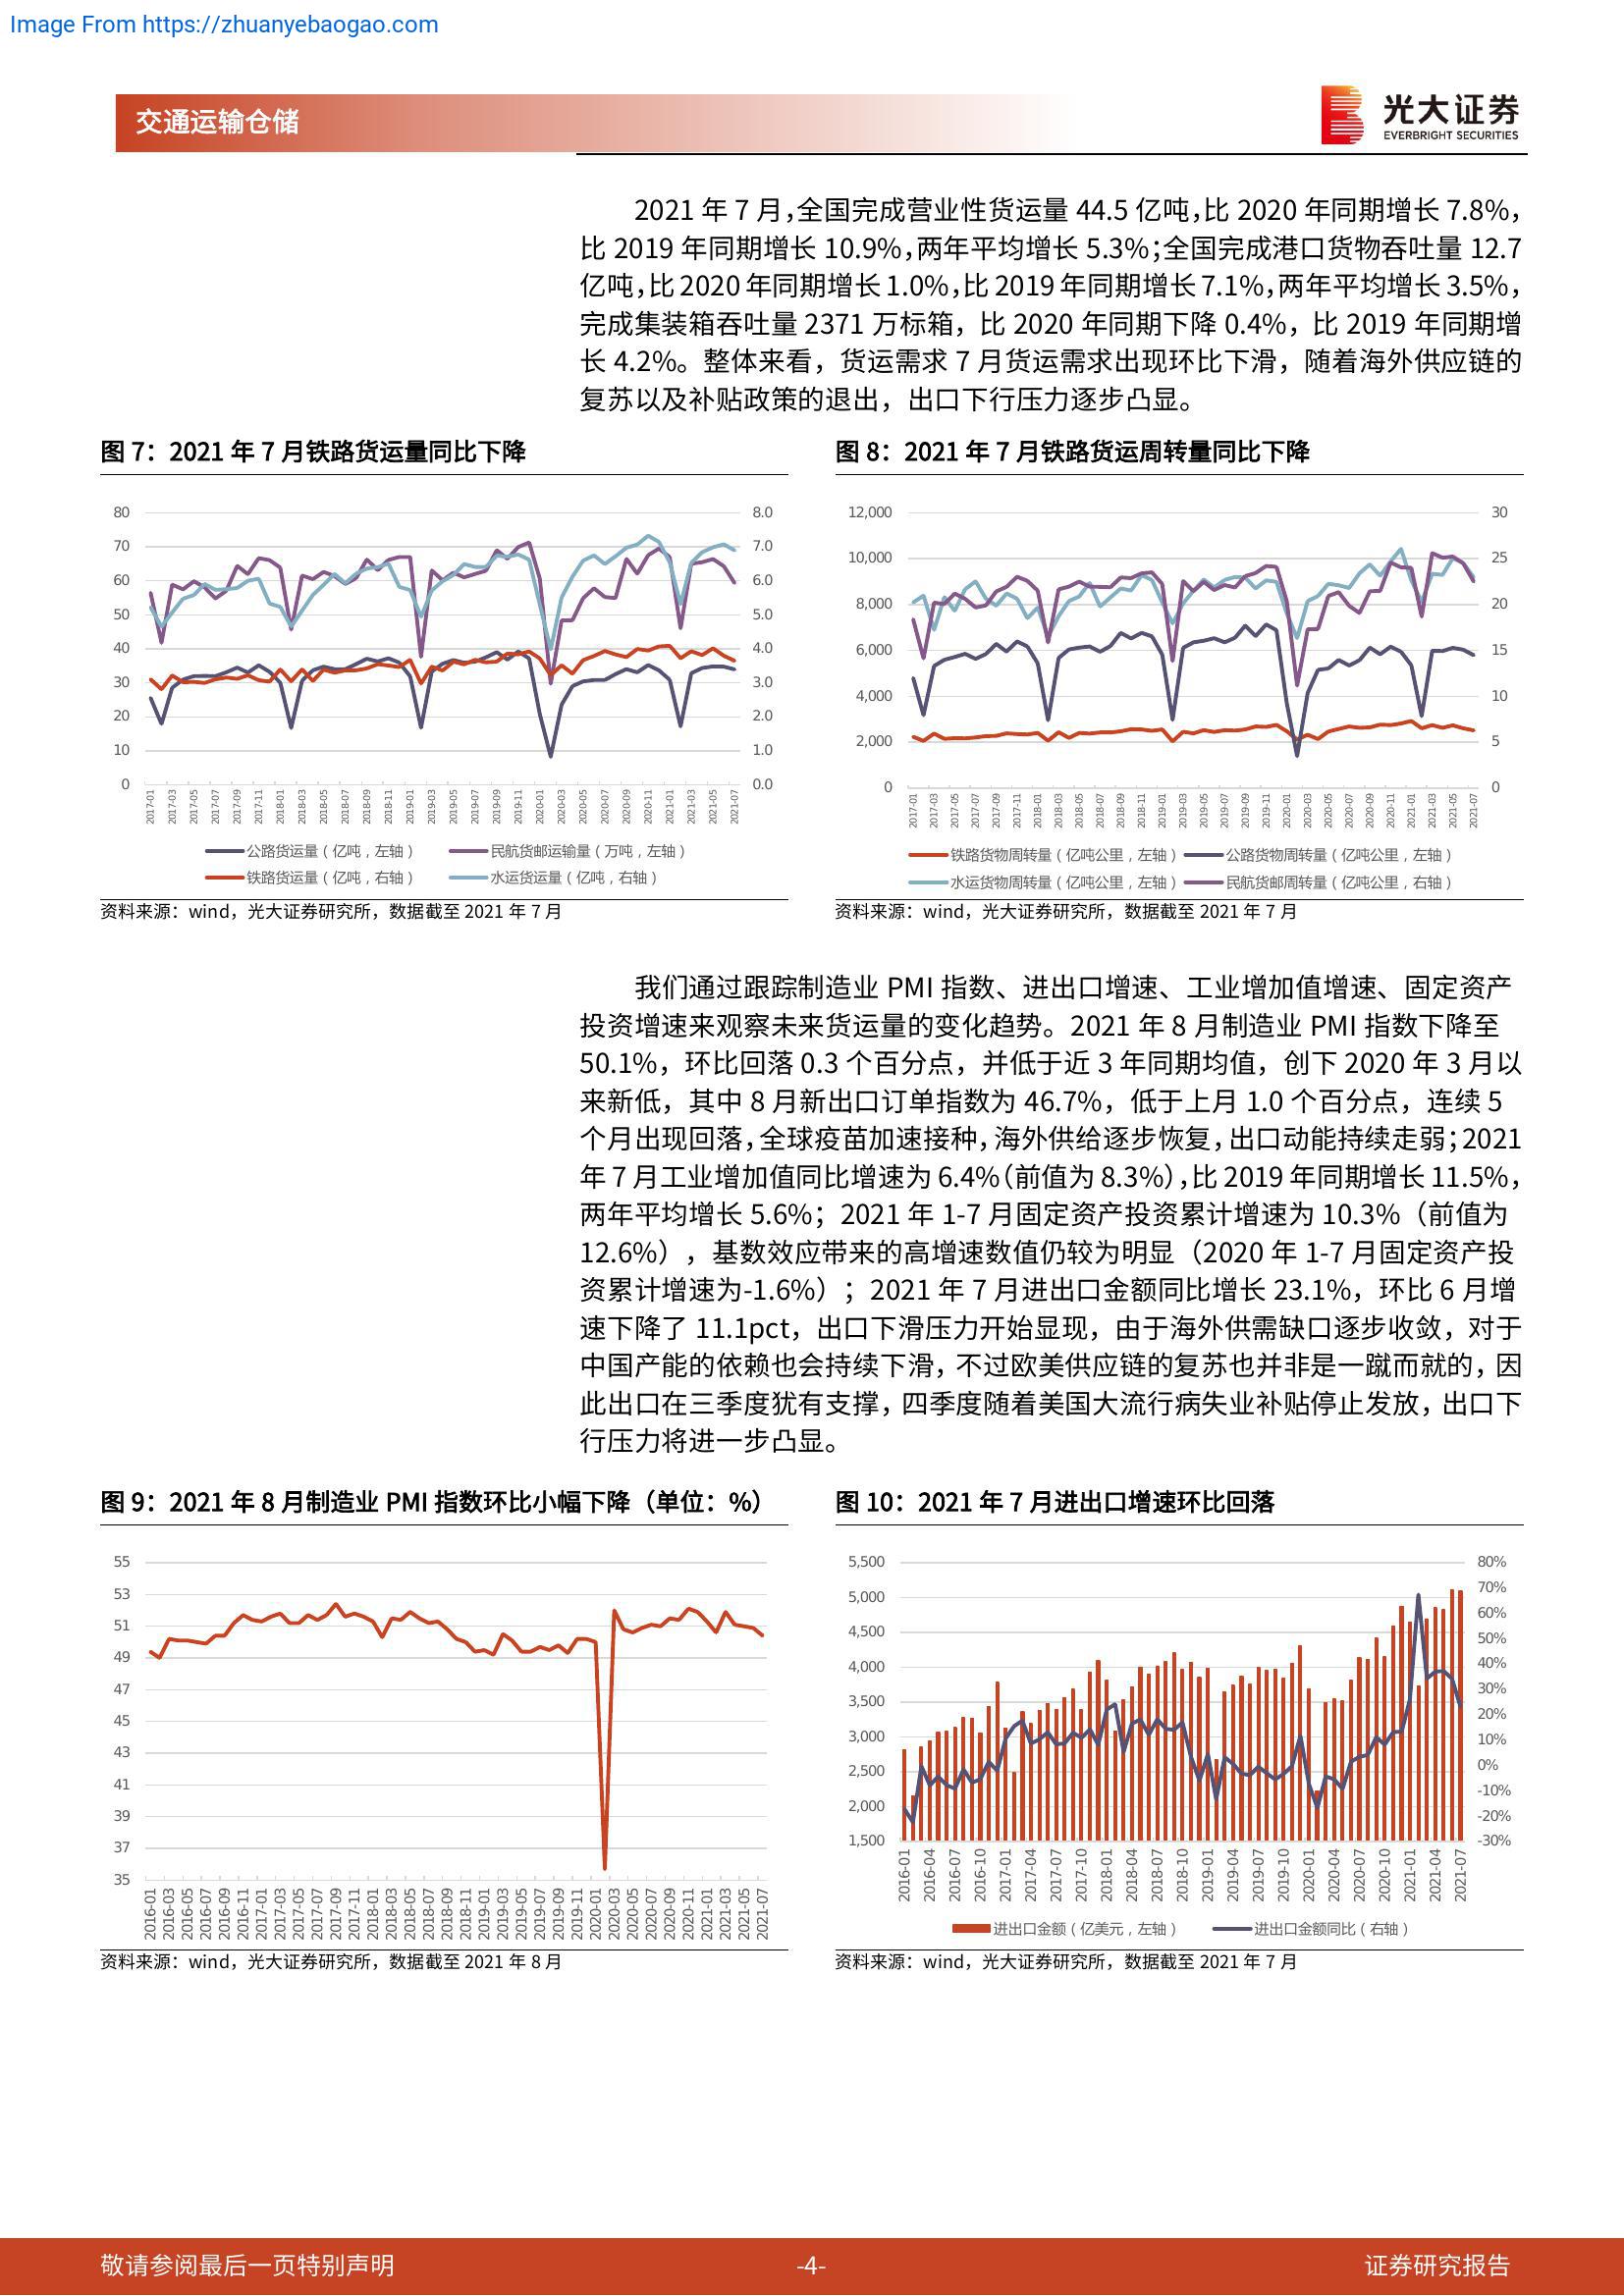 Image From https://zhuanyebaogao.com
交通运输仓储
光大证券
EVERBRIGHT SECURITIES
2021 年 7 月，全国完成营业性货运量 44.5 亿吨，比 2020 年同期增长 7.8%，
比 2019 年同期增长 10.9%，两年平均增长 5.3%；全国完成港口货物吞吐量 12.7
亿吨，比 2020 年同期增长 1.0%，比 2019 年同期增长 7.1%，两年平均增长 3.5%，
完成集装箱吞吐量 2371 万标箱，比 2020 年同期下降 0.4%，比 2019 年同期增
长 4.2%。整体来看，货运需求 7 月货运需求出现环比下滑，随着海外供应链的
复苏以及补贴政策的退出，出口下行压力逐步凸显。
图 7：2021 年 7 月铁路货运量同比下降
80
70
60
50
40
30
20
10
0
8.0
7.0
6.0
5.0
4.0
3.0
2.0
1.0
0.0
2017-01 2017-03 2017-05 2017-07 2017-09 2017-11 2018-01 2018-03 2018-05 2018-07 2018-09 2018-11 2019-01 2019-03 2019-05 2019-07 2019-09 2019-11 2020-01 2020-03 2020-05 2020-07 2020-09 2020-11 2021-01 2021-03 2021-05 2021-07
公路货运量（亿吨，左轴） 民航货邮运输量（万吨，左轴）
铁路货运量（亿吨，右轴） 水运货运量（亿吨，右轴）
资料来源：wind，光大证券研究所，数据截至 2021 年 7 月
图 8：2021 年 7 月铁路货运周转量同比下降
12,000
10,000
8,000
6,000
4,000
2,000
0
30
25
20
15
10
5
0
2017-01 2017-03 2017-05 2017-07 2017-09 2017-11 2018-01 2018-03 2018-05 2018-07 2018-09 2018-11 2019-01 2019-03 2019-05 2019-07 2019-09 2019-11 2020-01 2020-03 2020-05 2020-07 2020-09 2020-11 2021-01 2021-03 2021-05 2021-07
铁路货物周转量（亿吨公里，左轴） 公路货物周转量（亿吨公里，左轴）
水运货物周转量（亿吨公里，左轴） 民航货邮周转量（亿吨公里，右轴）
资料来源：wind，光大证券研究所，数据截至 2021 年 7 月
我们通过跟踪制造业 PMI 指数、进出口增速、工业增加值增速、固定资产
投资增速来观察未来货运量的变化趋势。2021 年 8 月制造业 PMI 指数下降至
50.1%，环比回落 0.3 个百分点，并低于近 3 年同期均值，创下 2020 年 3 月以
来新低，其中 8 月新出口订单指数为 46.7%，低于上月 1.0 个百分点，连续 5
个月出现回落，全球疫苗加速接种，海外供给逐步恢复，出口动能持续走弱；2021
年 7 月工业增加值同比增速为 6.4%（前值为 8.3%），比 2019 年同期增长 11.5%，
两年平均增长 5.6%；2021 年 1-7 月固定资产投资累计增速为 10.3%（前值为
12.6%），基数效应带来的高增速数值仍较为明显（2020 年 1-7 月固定资产投
资累计增速为-1.6%）；2021 年 7 月进出口金额同比增长 23.1%，环比 6 月增
速下降了 11.1pct，出口下滑压力开始显现，由于海外供需缺口逐步收敛，对于
中国产能的依赖也会持续下滑，不过欧美供应链的复苏也并非是一蹴而就的，因
此出口在三季度犹有支撑，四季度随着美国大流行病失业补贴停止发放，出口下
行压力将进一步凸显。
图 9：2021 年 8 月制造业 PMI 指数环比小幅下降（单位：%）
55
53
51
49
47
45
43
41
39
37
35
2016-01 2016-03 2016-05 2016-07 2016-09 2016-11 2017-01 2017-03 2017-05 2017-07 2017-09 2017-11 2018-01 2018-03 2018-05 2018-07 2018-09 2018-11 2019-01 2019-03 2019-05 2019-07 2019-09 2019-11 2020-01 2020-03 2020-05 2020-07 2020-09 2020-11 2021-01 2021-03 2021-05 2021-07
资料来源：wind，光大证券研究所，数据截至 2021 年 8 月
图 10：2021 年 7 月进出口增速环比回落
5,500
5,000
4,500
4,000
3,500
3,000
2,500
2,000
1,500
80%
70%
60%
50%
40%
30%
20%
10%
0%
-10%
-20%
-30%
2016-01 2016-04 2016-07 2016-10 2017-01 2017-04 2017-07 2017-10 2018-01 2018-04 2018-07 2018-10 2019-01 2019-04 2019-07 2019-10 2020-01 2020-04 2020-07 2020-10 2021-01 2021-04 2021-07
进出口金额（亿美元，左轴） 进出口金额同比（右轴）
资料来源：wind，光大证券研究所，数据截至 2021 年 7 月
敬请参阅最后一页特别声明
-4-
证券研究报告